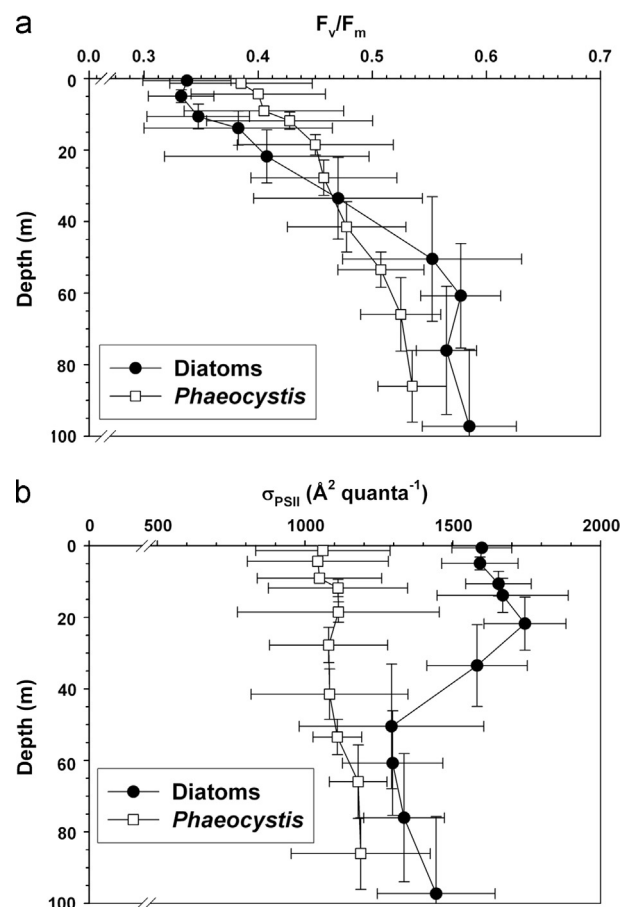 a
Fv/Fm
0.0 0.3 0.4 0.5 0.6 0.7
0
20
40
60
80
100
Depth (m)
Diatoms
Phaeocystis
b
σPSII (Å² quanta⁻¹)
0 500 1000 1500 2000
0
20
40
60
80
100
Depth (m)
Diatoms
Phaeocystis